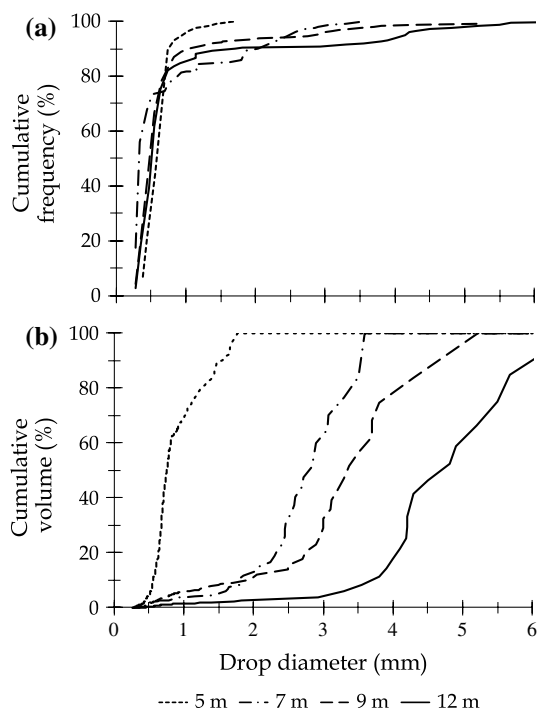 (a)
Cumulative
frequency (%)
100
80
60
40
20
0
(b)
Cumulative
volume (%)
100
80
60
40
20
0
0 1 2 3 4 5 6
Drop diameter (mm)
5 m 7 m 9 m 12 m